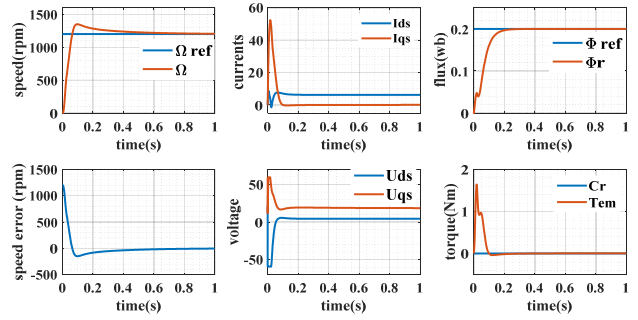 speed(rpm)
1500
1200
900
600
300
0
Ω ref
Ω
0 0.2 0.4 0.6 0.8 1
time(s)
currents
60
40
20
0
Ids
Iqs
0 0.2 0.4 0.6 0.8 1
time(s)
flux(wb)
0.2
0.1
0
Φ ref
Φr
0 0.2 0.4 0.6 0.8 1
time(s)
speed error (rpm)
1500
1000
500
0
-500
0 0.2 0.4 0.6 0.8 1
time(s)
voltage
50
0
-50
Uds
Uqs
0 0.2 0.4 0.6 0.8 1
time(s)
torque(Nm)
2
1
0
Cr
Tem
0 0.2 0.4 0.6 0.8 1
time(s)